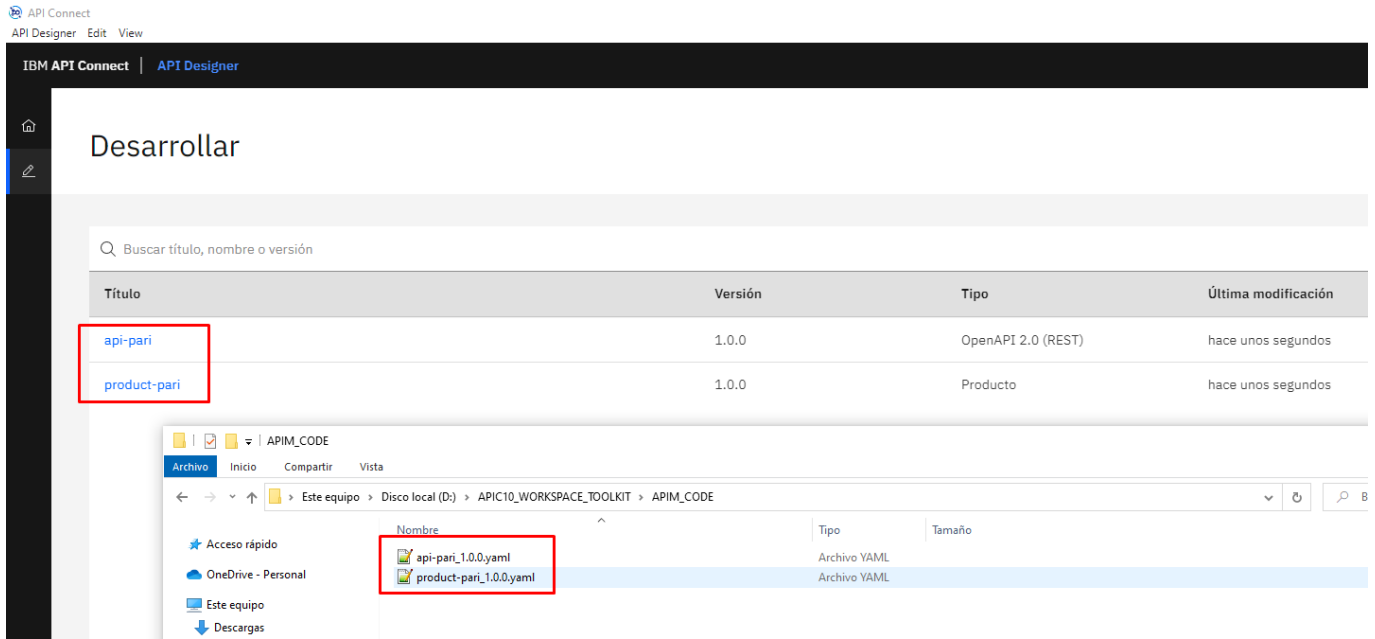 API Connect
API Designer Edit View
IBM API Connect | API Designer
Desarrollar
Buscar título, nombre o versión
Título Versión Tipo Última modificación
api-pari 1.0.0 OpenAPI 2.0 (REST) hace unos segundos
product-pari 1.0.0 Producto hace unos segundos
APIM_CODE
Archivo Inicio Compartir Vista
Este equipo > Disco local (D:) > APIC10_WORKSPACE_TOOLKIT > APIM_CODE B
Nombre Tipo Tamaño
Acceso rápido
api-pari_1.0.0.yaml Archivo YAML
OneDrive - Personal
product-pari_1.0.0.yaml Archivo YAML
Este equipo
Descargas